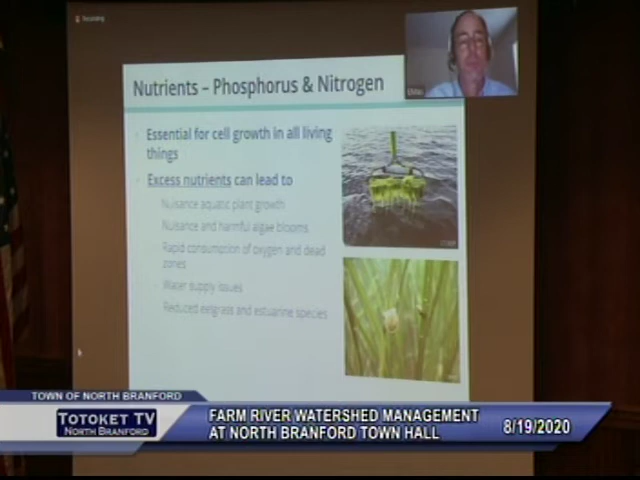 Recording
Nutrients – Phosphorus & Nitrogen
Essential for cell growth in all living
things
Excess nutrients can lead to
Nuisance aquatic plant growth
Nuisance and harmful algae blooms
Rapid consumption of oxygen and dead
zones
Water supply issues
Reduced eelgrass and estuarine species
TOWN OF NORTH BRANFORD
TOTOKET TV
NORTH BRANFORD
FARM RIVER WATERSHED MANAGEMENT
AT NORTH BRANFORD TOWN HALL
8/19/2020